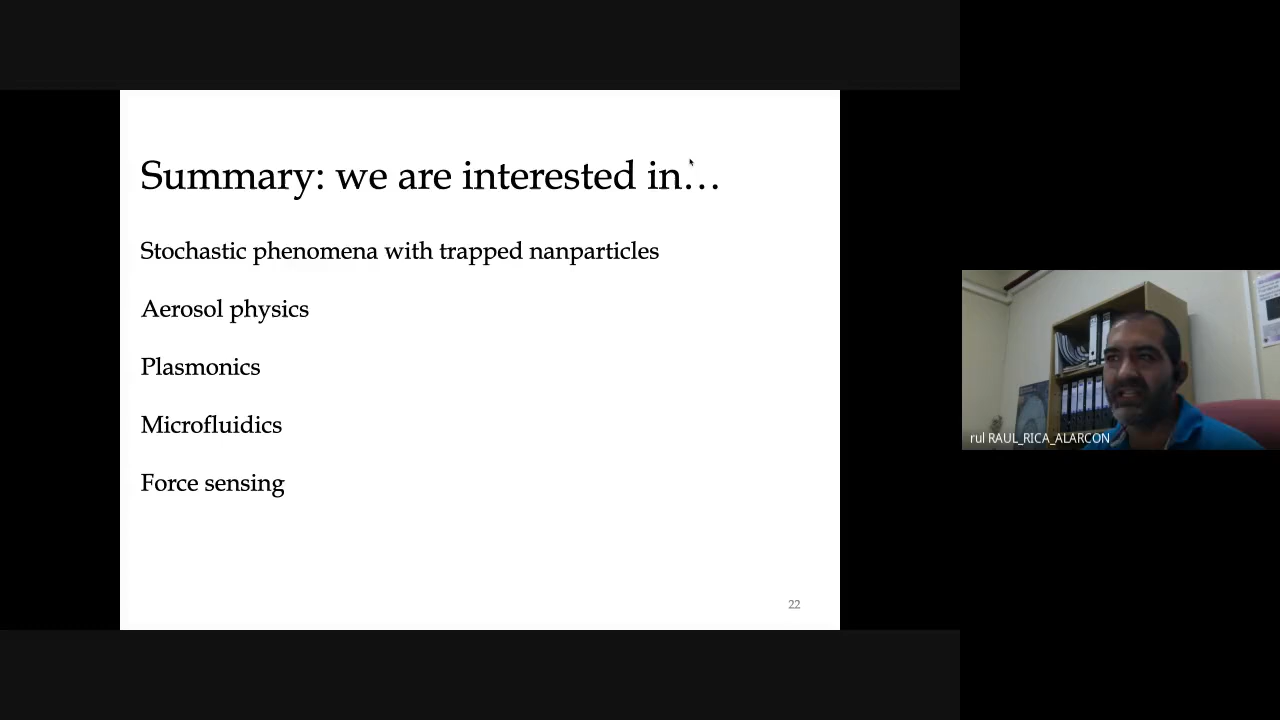 Summary: we are interested in…
Stochastic phenomena with trapped nanparticles
Aerosol physics
Plasmonics
Microfluidics
Force sensing
22
rul RAUL_RICA_ALARCON